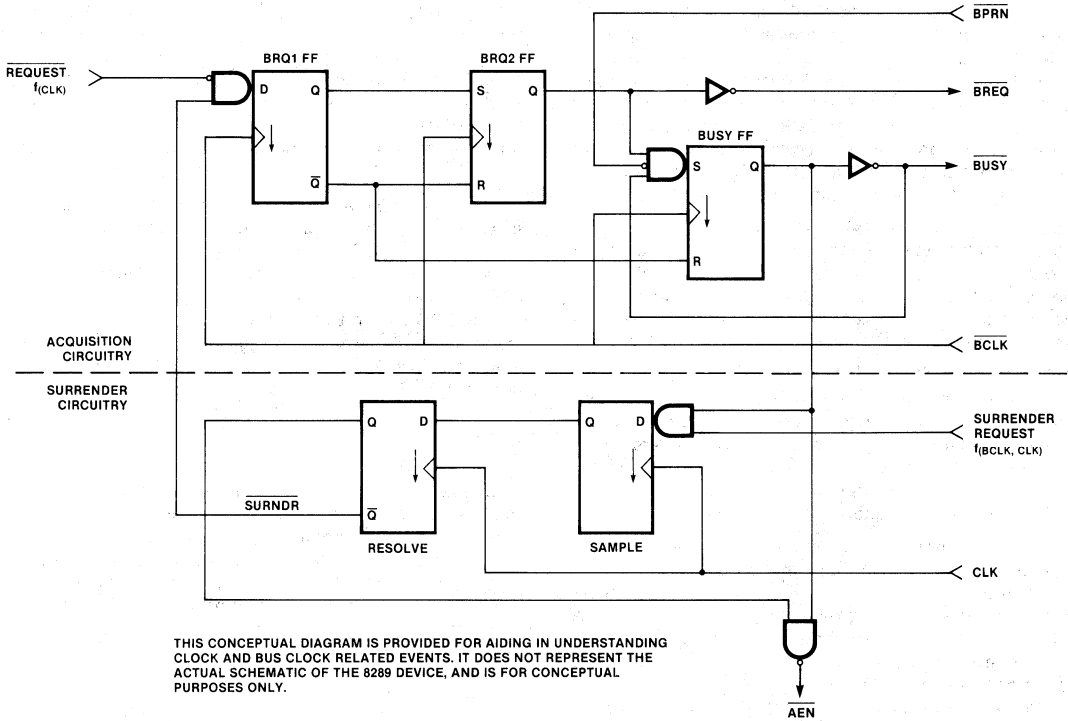 BPRN
BRQ1 FF
BRQ2 FF
REQUEST
f(CLK)
D
Q
S
Q
BREQ
BUSY FF
S
Q
BUSY
Q
R
R
ACQUISITION
CIRCUITRY
BCLK
SURRENDER
CIRCUITRY
Q
D
Q
D
SURRENDER
REQUEST
f(BCLK, CLK)
SURNDR
Q
RESOLVE
SAMPLE
CLK
THIS CONCEPTUAL DIAGRAM IS PROVIDED FOR AIDING IN UNDERSTANDING
CLOCK AND BUS CLOCK RELATED EVENTS. IT DOES NOT REPRESENT THE
ACTUAL SCHEMATIC OF THE 8289 DEVICE, AND IS FOR CONCEPTUAL
PURPOSES ONLY.
AEN